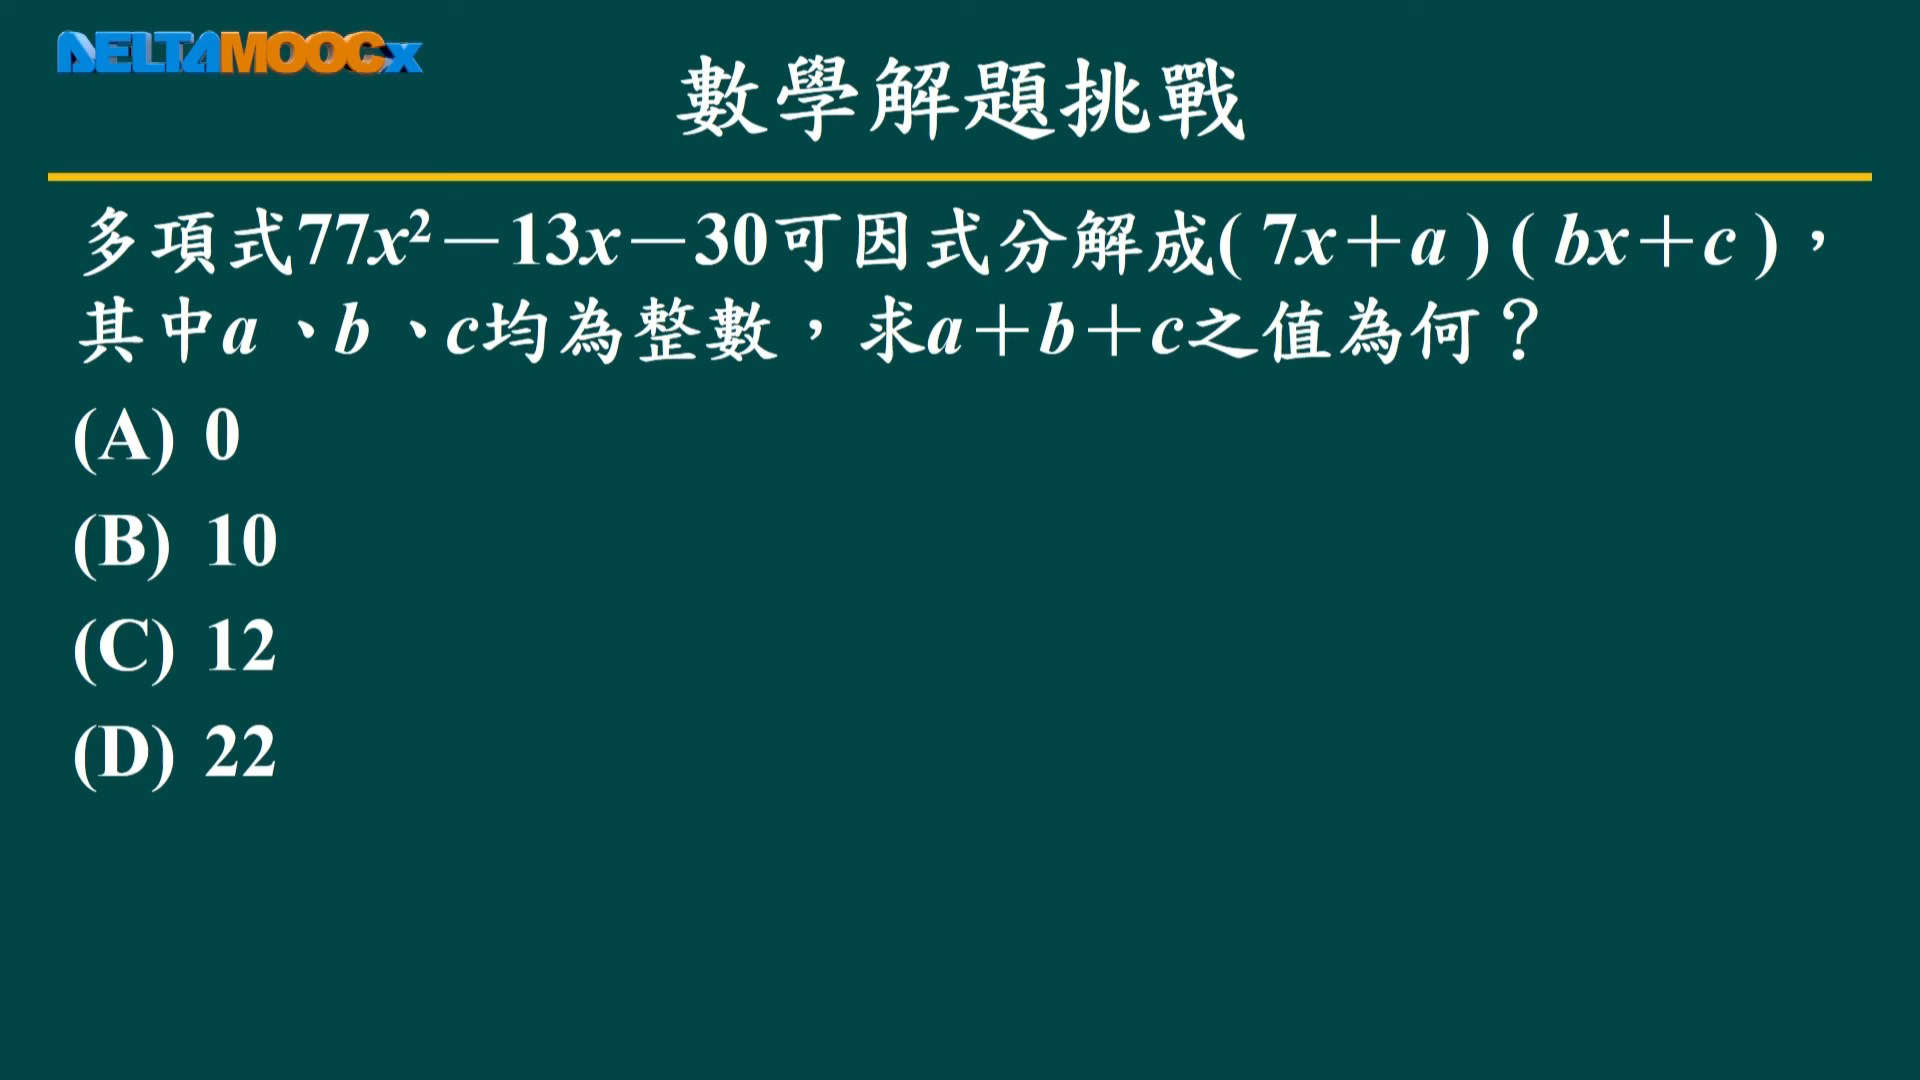 DELTAMOOCx
數學解題挑戰
多項式77x²－13x－30可因式分解成( 7x＋a ) ( bx＋c )，
其中a、b、c均為整數，求a＋b＋c之值為何？
(A) 0
(B) 10
(C) 12
(D) 22